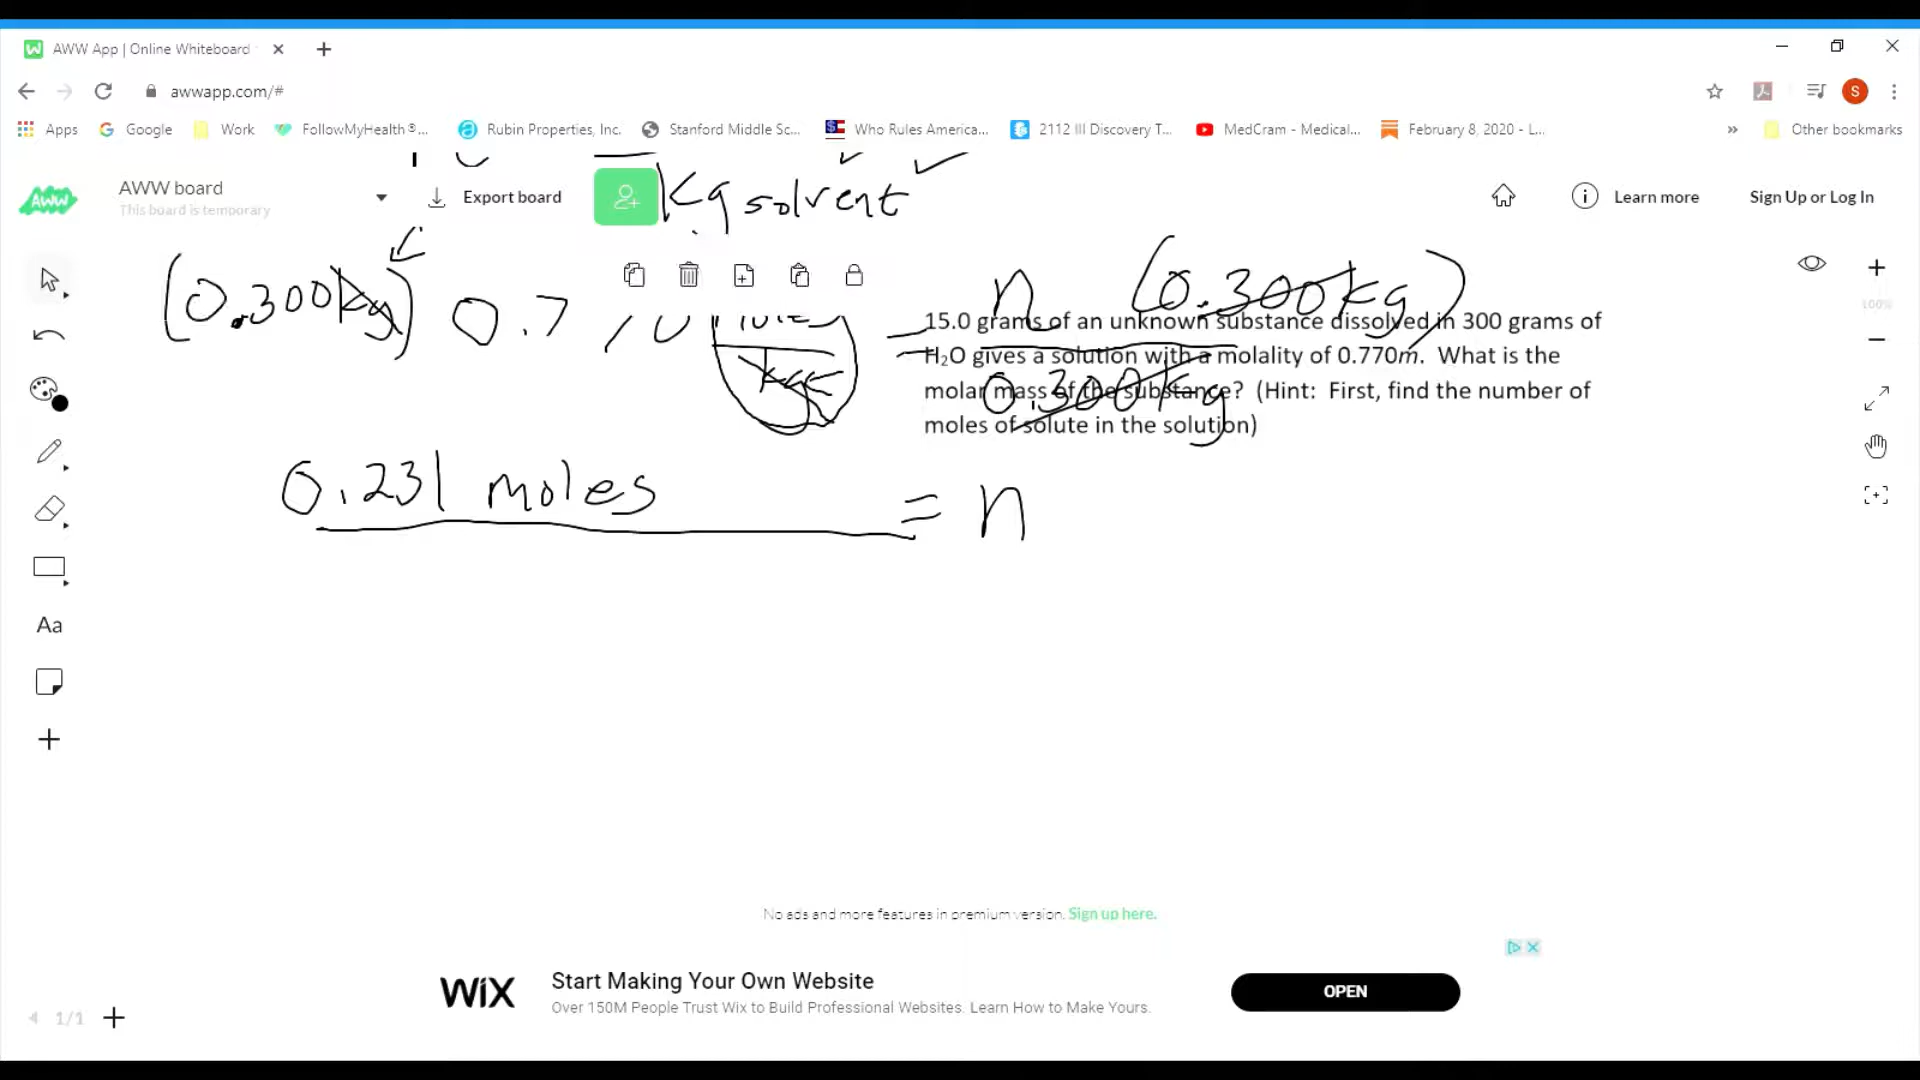 AWW App | Online Whiteboard
awwapp.com/#
Apps Google Work FollowMyHealth®... Rubin Properties, Inc. Stanford Middle Sc... Who Rules America... 2112 III Discovery T... MedCram - Medical... February 8, 2020 - L... » Other bookmarks
S
AWW
AWW board
This board is temporary
Export board
kg solvent
Learn more
Sign Up or Log In
(0.300kg) 0.770 moles = n (0.300kg)
kg 0.300kg
100%
15.0 grams of an unknown substance dissolved in 300 grams of
H₂O gives a solution with a molality of 0.770m. What is the
molar mass of the substance? (Hint: First, find the number of
moles of solute in the solution)
0.231 moles = n
Aa
No ads and more features in premium version. Sign up here.
WiX
Start Making Your Own Website
Over 150M People Trust Wix to Build Professional Websites. Learn How to Make Yours.
OPEN
1/1